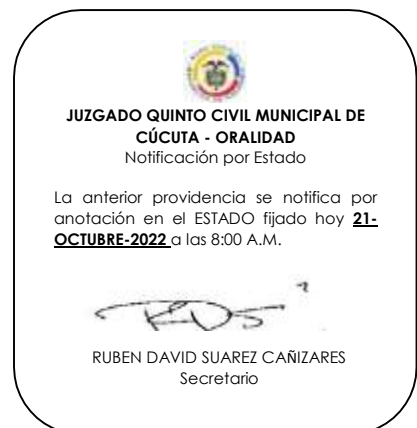 JUZGADO QUINTO CIVIL MUNICIPAL DE
CÚCUTA - ORALIDAD
Notificación por Estado
La anterior providencia se notifica por
anotación en el ESTADO fijado hoy 21-
OCTUBRE-2022 a las 8:00 A.M.
RUBEN DAVID SUAREZ CAÑIZARES
Secretario